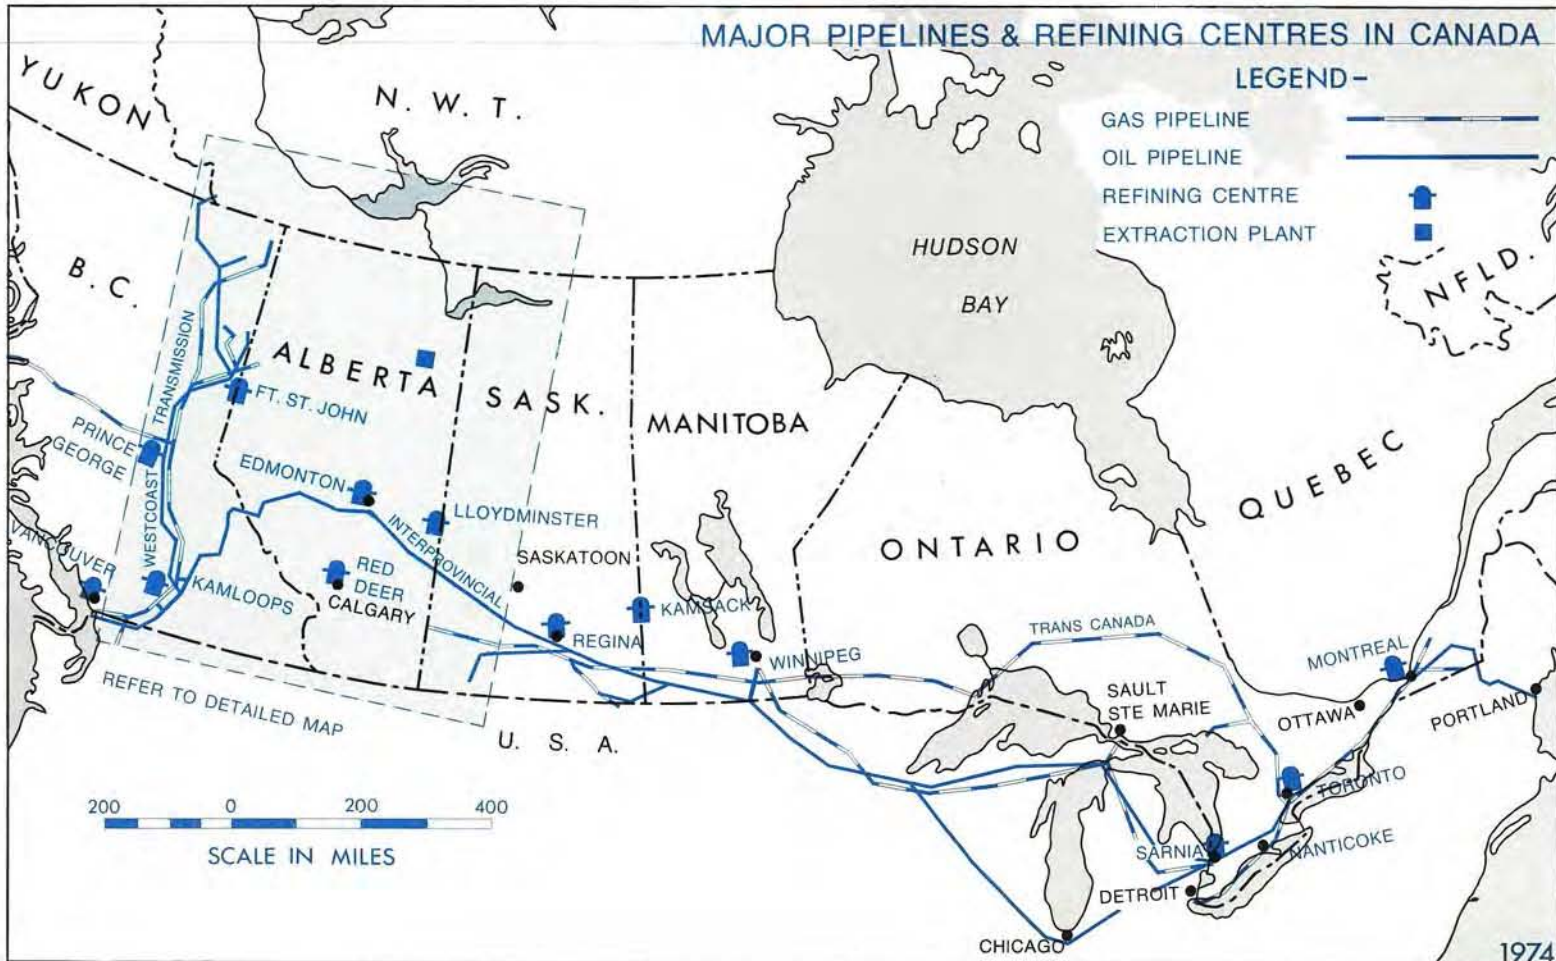 MAJOR PIPELINES & REFINING CENTRES IN CANADA
LEGEND-
GAS PIPELINE
OIL PIPELINE
REFINING CENTRE
EXTRACTION PLANT
YUKON
N. W. T.
B. C.
HUDSON
BAY
NFLD.
TRANSMISSION
ALBERTA
SASK.
MANITOBA
FT. ST. JOHN
PRINCE
GEORGE
WESTCOAST
EDMONTON
LLOYDMINSTER
INTERPROVINCIAL
SASKATOON
ONTARIO
QUEBEC
VANCOUVER
KAMLOOPS
RED
DEER
CALGARY
REGINA
KAMSACK
WINNIPEG
TRANS CANADA
MONTREAL
SAULT
STE MARIE
OTTAWA
PORTLAND
REFER TO DETAILED MAP
U. S. A.
TORONTO
200 0 200 400
SCALE IN MILES
SARNIA
NANTICOKE
DETROIT
CHICAGO
1974